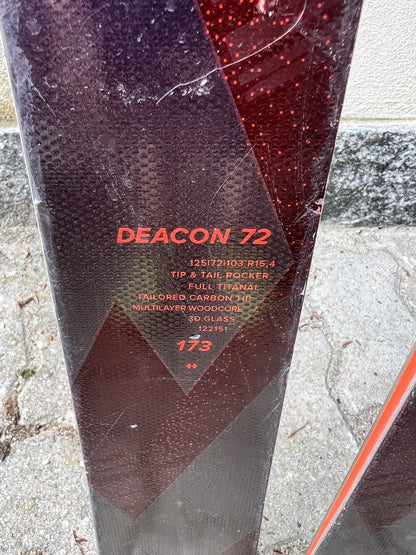 DEACON 72
125|72|103 R15,4
TIP & TAIL ROCKER
FULL TITANAL
TAILORED CARBON TIP
MULTILAYER WOODCORE
3D.GLASS
122151
173